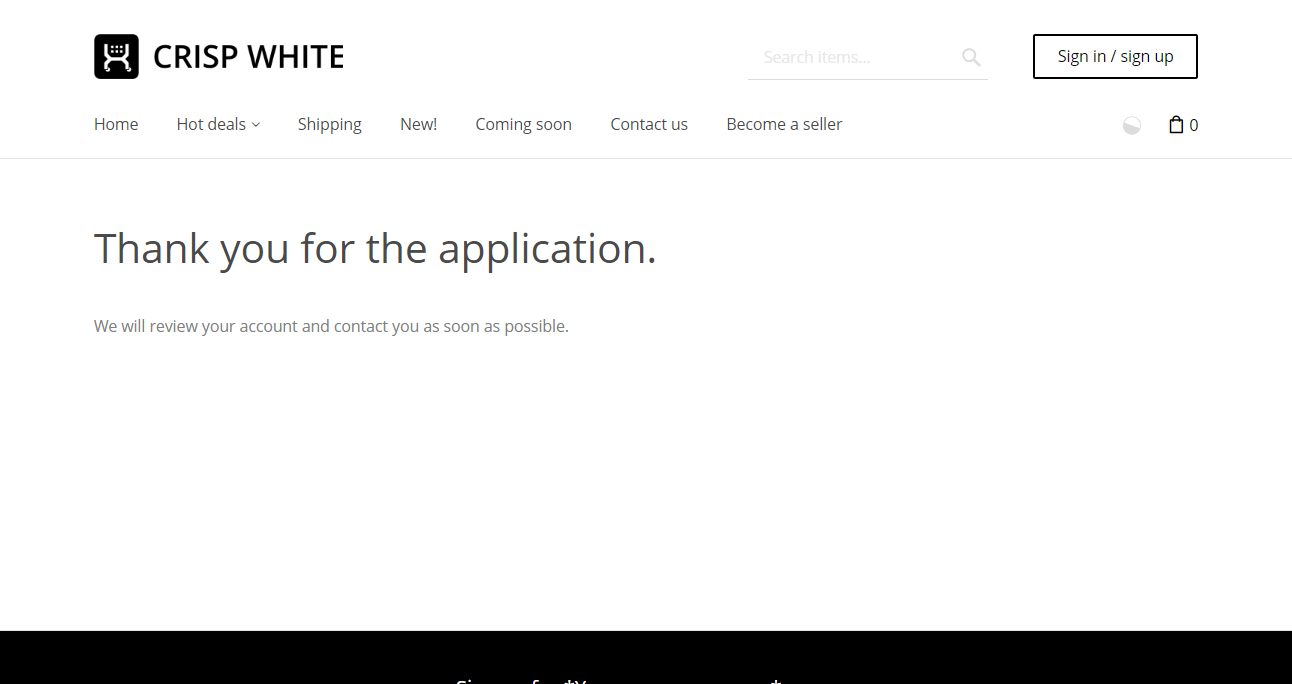 CRISP WHITE
Search items...
Sign in / sign up
Home Hot deals Shipping New! Coming soon Contact us Become a seller 0
Thank you for the application.
We will review your account and contact you as soon as possible.